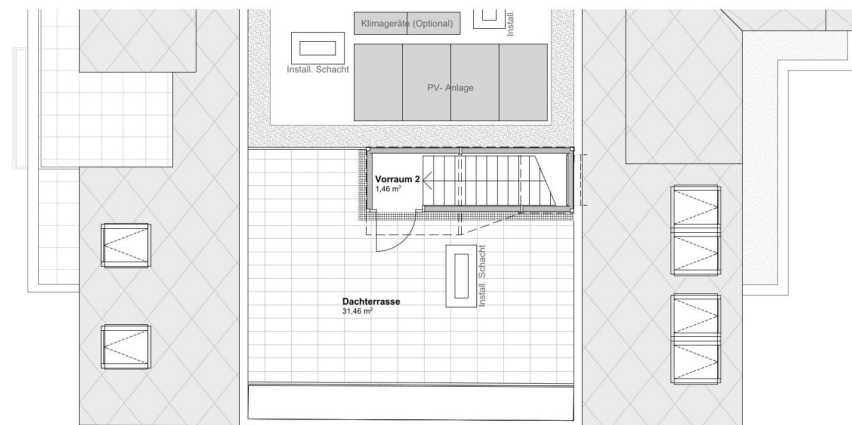 Klimageräte (Optional)
Install.
Install. Schacht
PV- Anlage
Vorraum 2
1,46 m²
Install. Schacht
Dachterrasse
31,46 m²